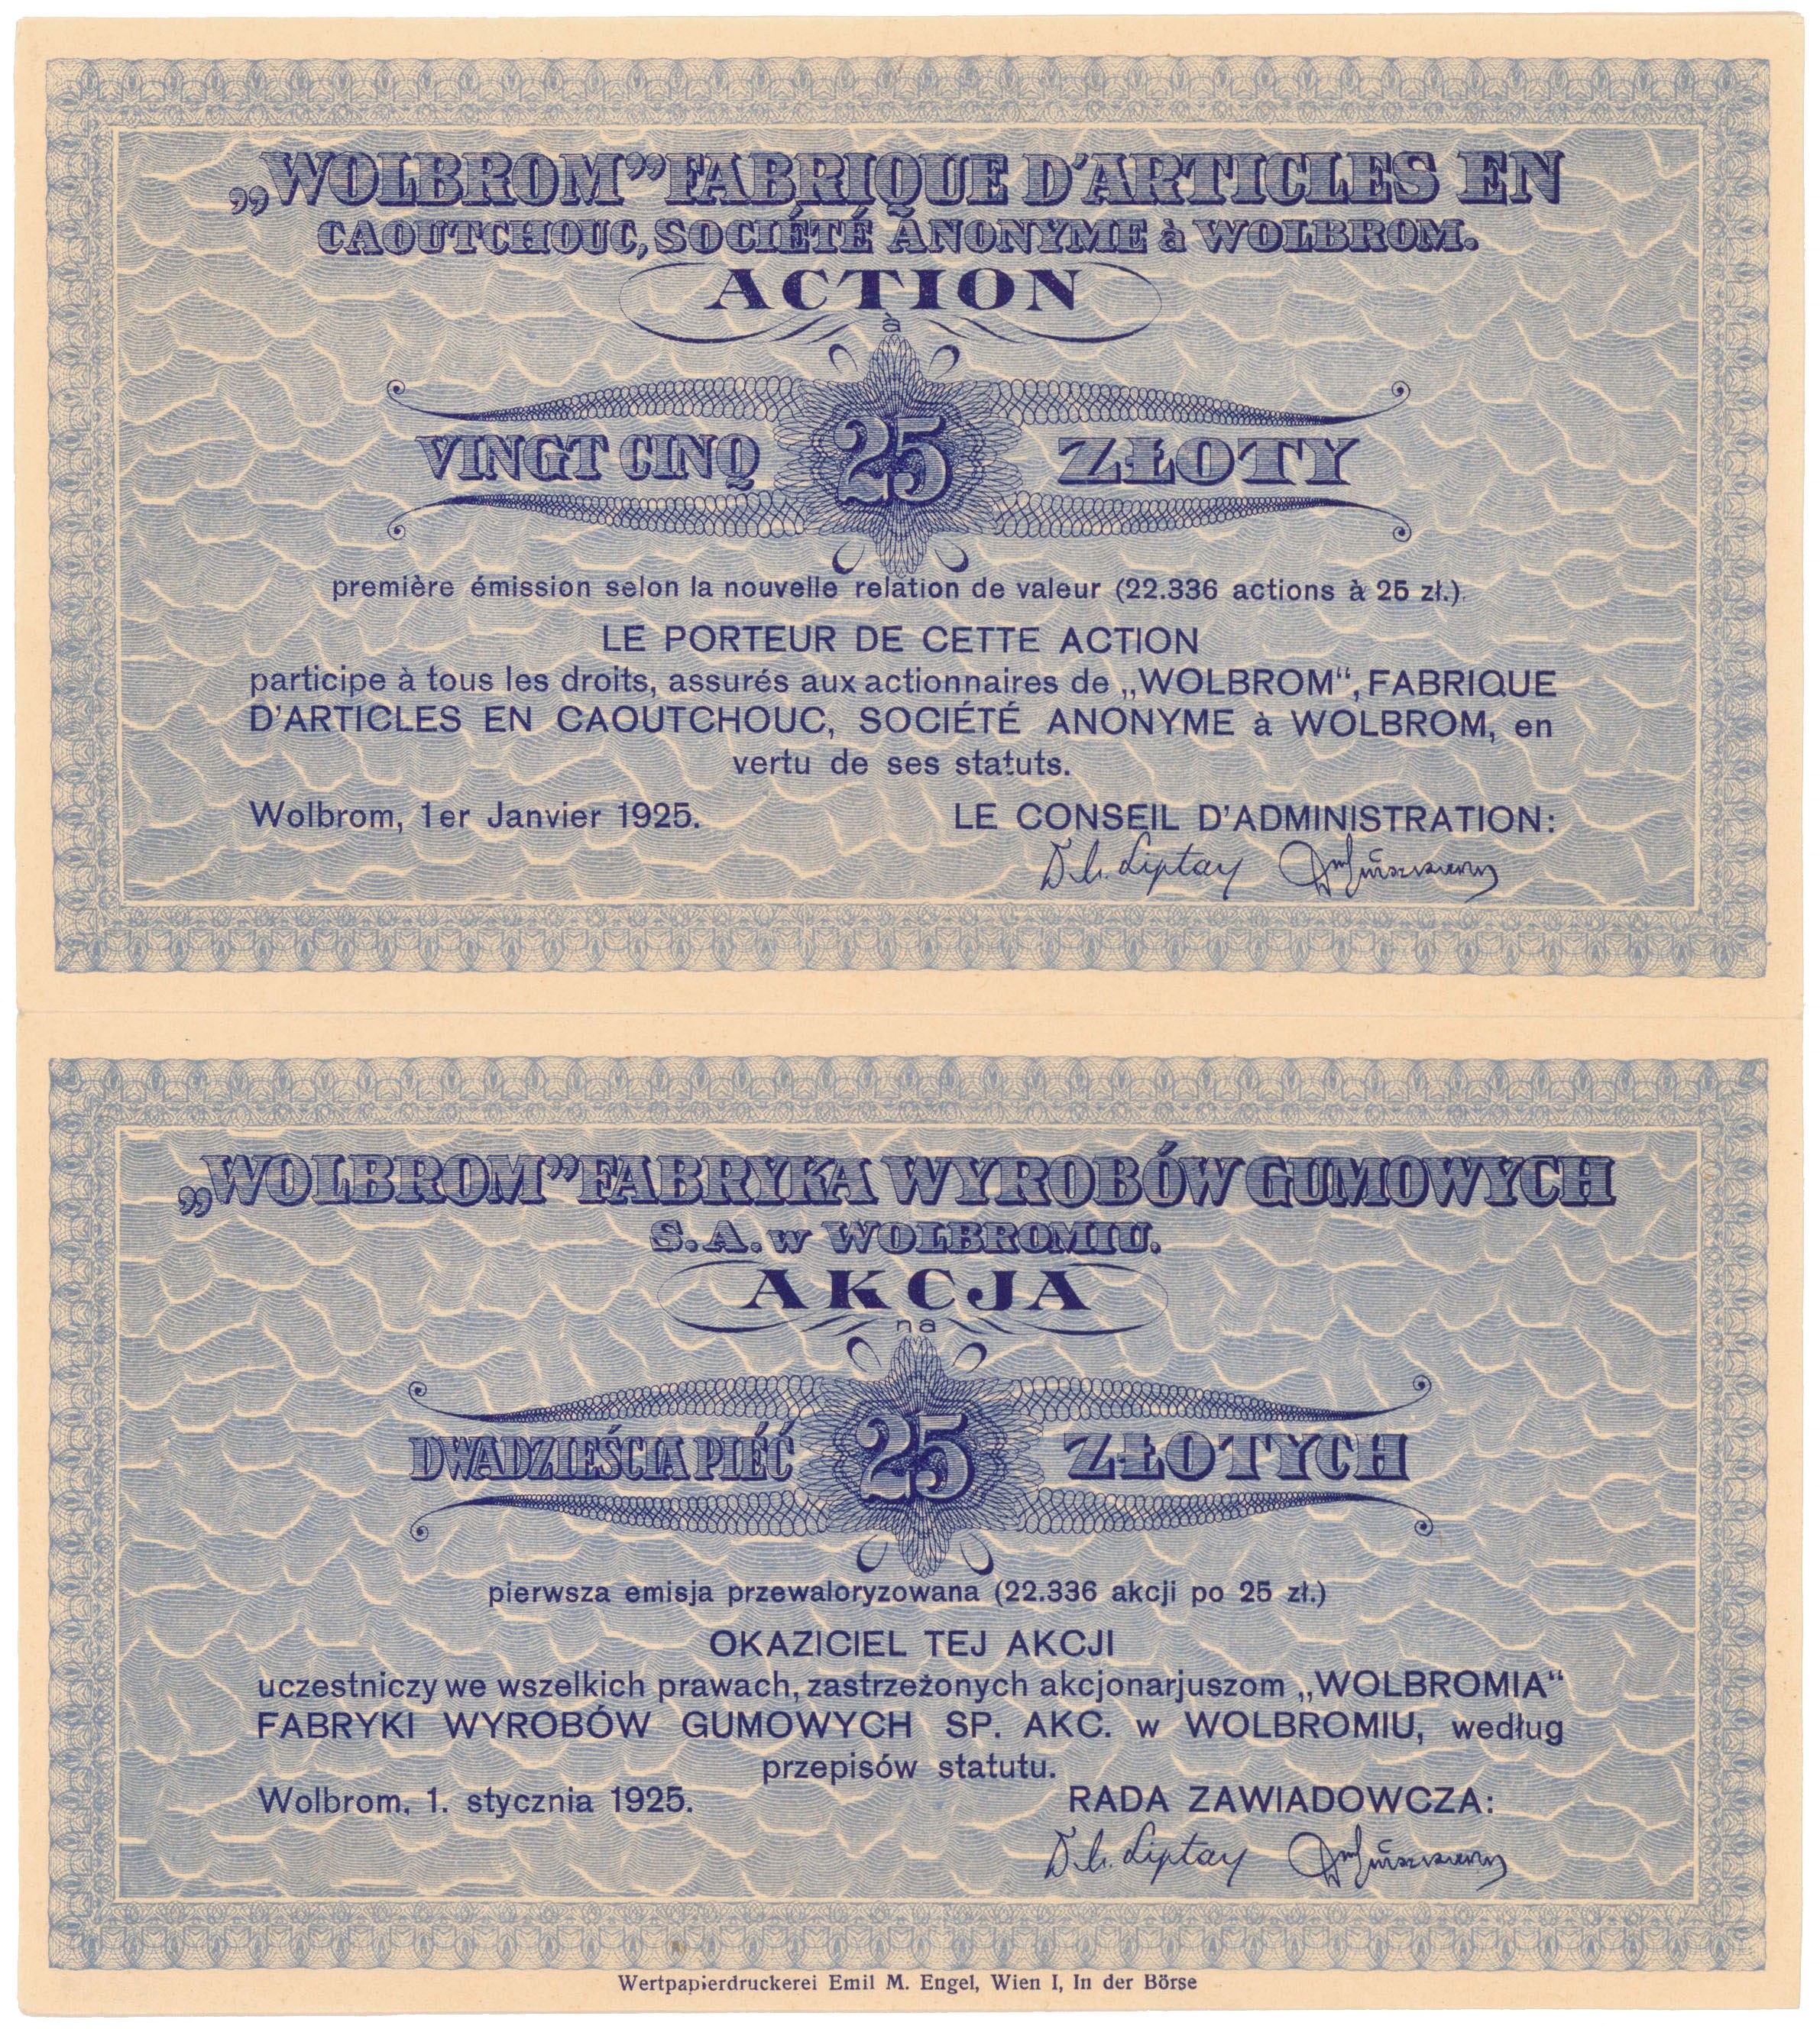 „WOLBROM” FABRIQUE D'ARTICLES EN
CAOUTCHOUC, SOCIÉTÉ ANONYME à WOLBROM.
ACTION
à
VINGT CINQ 25 ZŁOTY
première émission selon la nouvelle relation de valeur (22.336 actions à 25 zł.).
LE PORTEUR DE CETTE ACTION
participe à tous les droits, assurés aux actionnaires de „WOLBROM“, FABRIQUE
D'ARTICLES EN CAOUTCHOUC, SOCIÉTÉ ANONYME à WOLBROM, en
vertu de ses statuts.
Wolbrom, 1er Janvier 1925. LE CONSEIL D'ADMINISTRATION:
Liptay
„WOLBROM” FABRYKA WYROBÓW GUMOWYCH
S.A. w WOLBROMIU.
AKCJA
na
DWADZIEŚCIA PIĘĆ 25 ZŁOTYCH
pierwsza emisja przewaloryzowana (22.336 akcji po 25 zł.)
OKAZICIEL TEJ AKCJI
uczestniczy we wszelkich prawach, zastrzeżonych akcjonarjuszom „WOLBROMIA“
FABRYKI WYROBÓW GUMOWYCH SP. AKC. w WOLBROMIU, według
przepisów statutu.
Wolbrom, 1. stycznia 1925. RADA ZAWIADOWCZA:
Liptay
Wertpapierdruckerei Emil M. Engel, Wien I, In der Börse